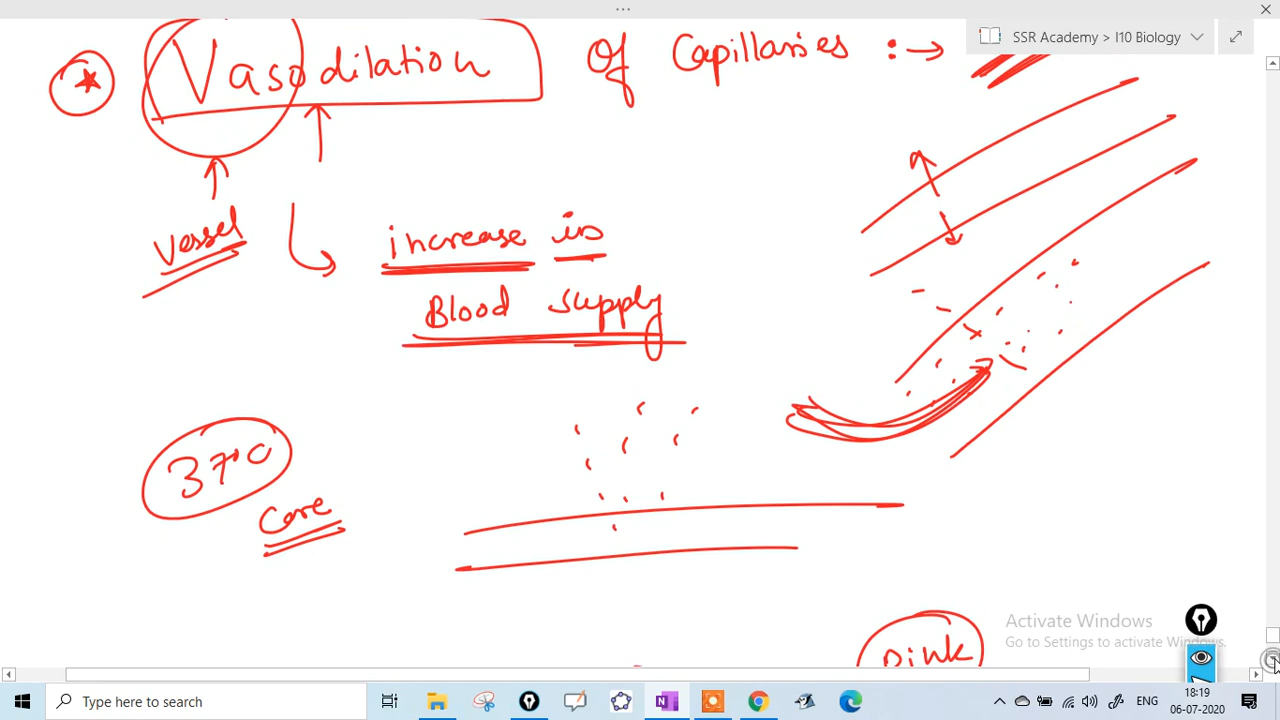 SSR Academy > I10 Biology
Vasodilation of Capillaries :→
vessel
increase in
Blood supply
37°C
Core
Pink
Activate Windows
Go to Settings to activate Windows.
Type here to search
ENG
18:19
06-07-2020